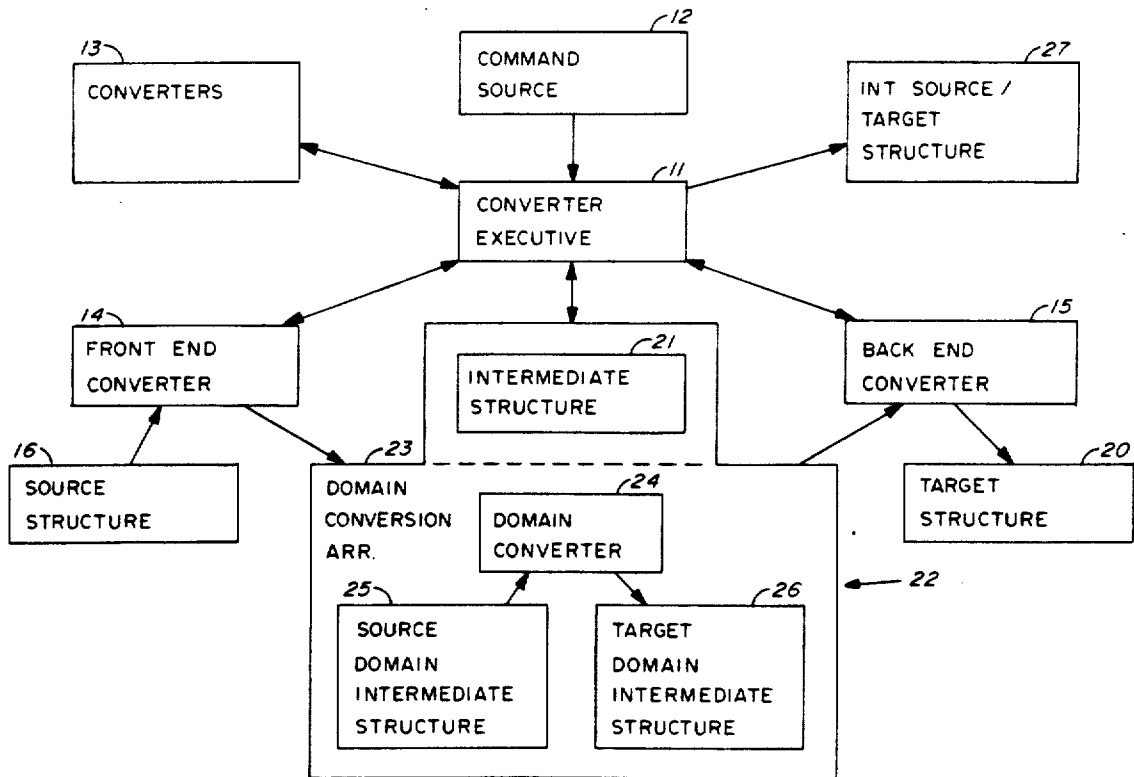 12
COMMAND
SOURCE
13
CONVERTERS
27
INT SOURCE /
TARGET
STRUCTURE
11
CONVERTER
EXECUTIVE
14
FRONT END
CONVERTER
21
INTERMEDIATE
STRUCTURE
15
BACK END
CONVERTER
16
SOURCE
STRUCTURE
23
DOMAIN
CONVERSION
ARR.
24
DOMAIN
CONVERTER
20
TARGET
STRUCTURE
22
25
SOURCE
DOMAIN
INTERMEDIATE
STRUCTURE
26
TARGET
DOMAIN
INTERMEDIATE
STRUCTURE